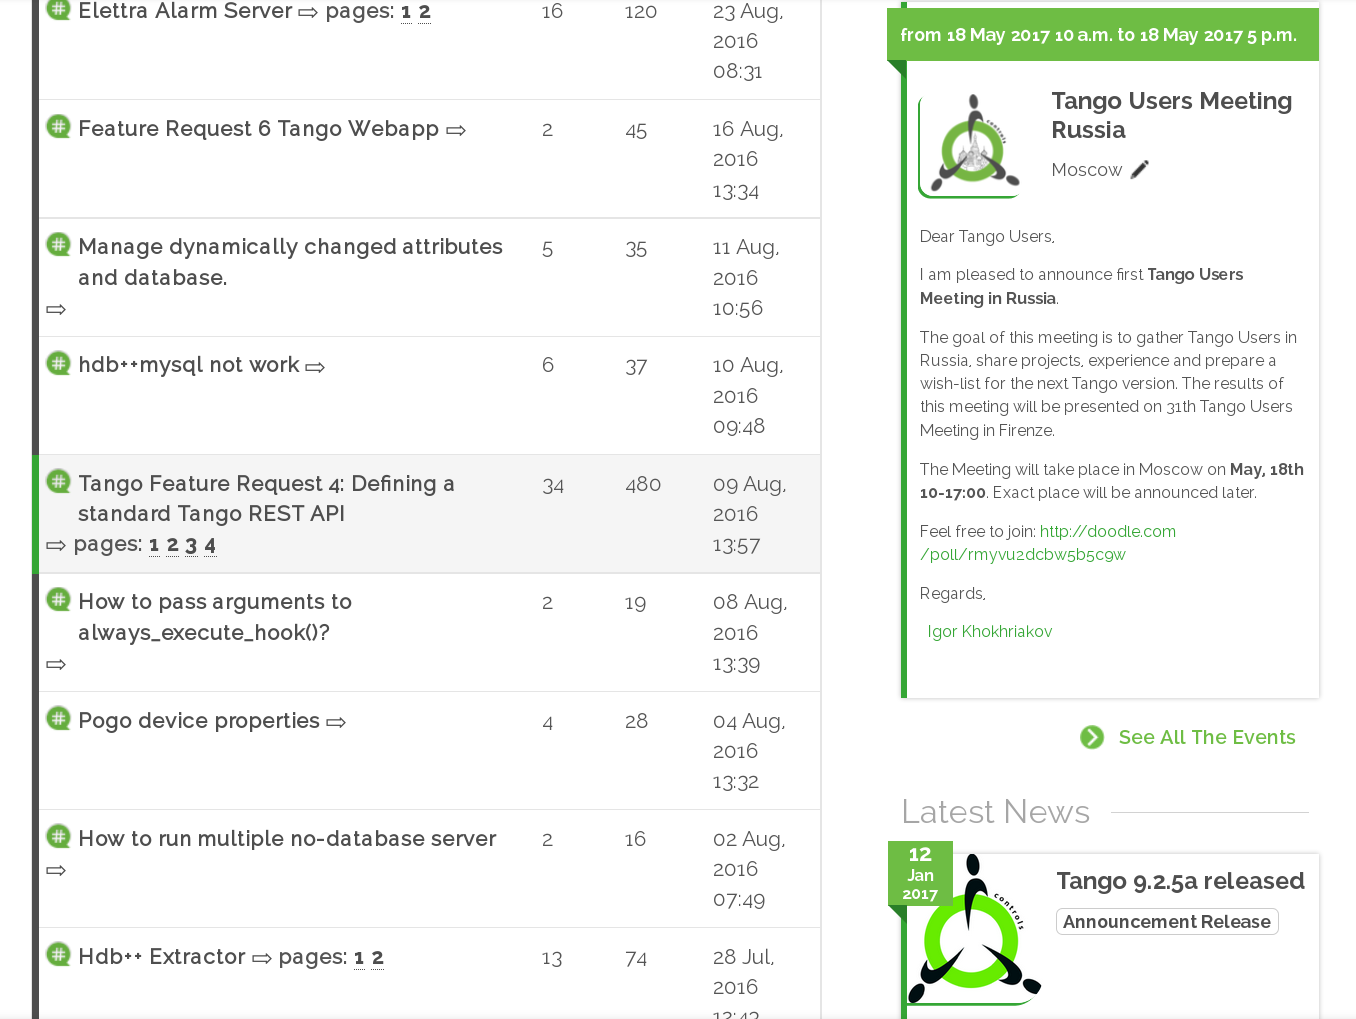 Elettra Alarm Server ⇨ pages: 1 2 16 120 23 Aug,
2016
08:31
Feature Request 6 Tango Webapp ⇨ 2 45 16 Aug,
2016
13:34
Manage dynamically changed attributes 5 35 11 Aug,
and database. 2016
⇨ 10:56
hdb++mysql not work ⇨ 6 37 10 Aug,
2016
09:48
Tango Feature Request 4: Defining a 34 480 09 Aug,
standard Tango REST API 2016
⇨ pages: 1 2 3 4 13:57
How to pass arguments to 2 19 08 Aug,
always_execute_hook()? 2016
⇨ 13:39
Pogo device properties ⇨ 4 28 04 Aug,
2016
13:32
How to run multiple no-database server 2 16 02 Aug,
⇨ 2016
07:49
Hdb++ Extractor ⇨ pages: 1 2 13 74 28 Jul,
2016
from 18 May 2017 10 a.m. to 18 May 2017 5 p.m.
controls
Tango Users Meeting
Russia
Moscow
Dear Tango Users,
I am pleased to announce first Tango Users
Meeting in Russia.
The goal of this meeting is to gather Tango Users in
Russia, share projects, experience and prepare a
wish-list for the next Tango version. The results of
this meeting will be presented on 31th Tango Users
Meeting in Firenze.
The Meeting will take place in Moscow on May, 18th
10-17:00. Exact place will be announced later.
Feel free to join: http://doodle.com
/poll/rmyvu2dcbw5b5c9w
Regards,
Igor Khokhriakov
See All The Events
Latest News
12
Jan
2017
controls
Tango 9.2.5a released
Announcement Release